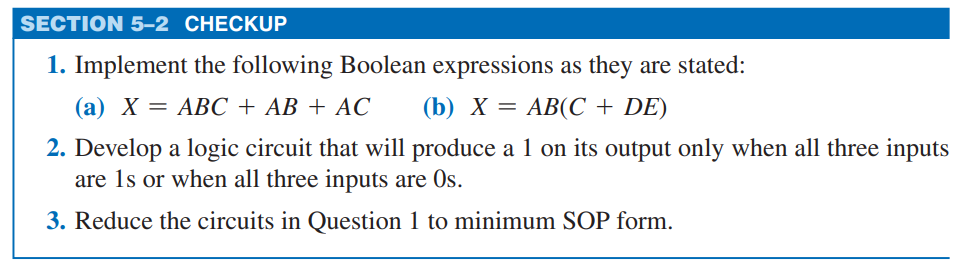 SECTION 5–2 CHECKUP
1. Implement the following Boolean expressions as they are stated:
(a) X = ABC + AB + AC (b) X = AB(C + DE)
2. Develop a logic circuit that will produce a 1 on its output only when all three inputs
are 1s or when all three inputs are 0s.
3. Reduce the circuits in Question 1 to minimum SOP form.